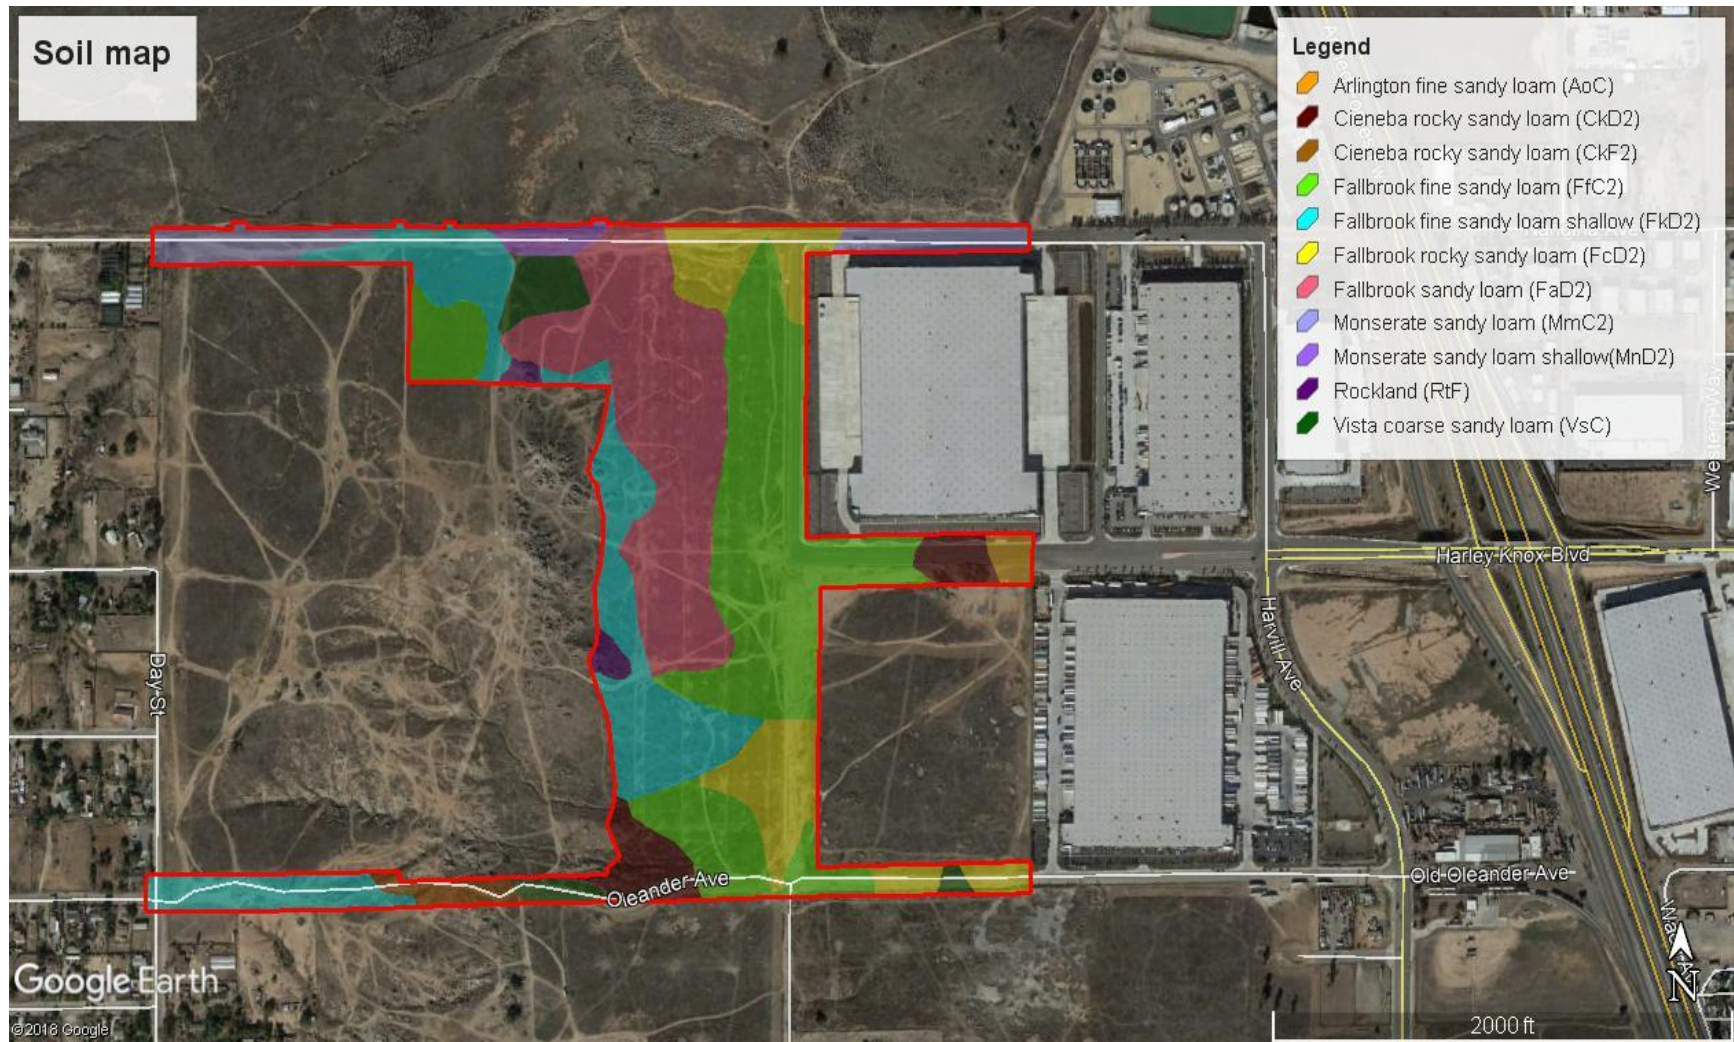 Soil map
Legend
Arlington fine sandy loam (AoC)
Cieneba rocky sandy loam (CkD2)
Cieneba rocky sandy loam (CkF2)
Fallbrook fine sandy loam (FfC2)
Fallbrook fine sandy loam shallow (FkD2)
Fallbrook rocky sandy loam (FcD2)
Fallbrook sandy loam (FaD2)
Monserate sandy loam (MmC2)
Monserate sandy loam shallow(MnD2)
Rockland (RtF)
Vista coarse sandy loam (VsC)
Western Way
Harley Knox Blvd
Harvill Ave
Day St
Oleander Ave
Old Oleander Ave
N
Google Earth
©2018 Google
2000 ft